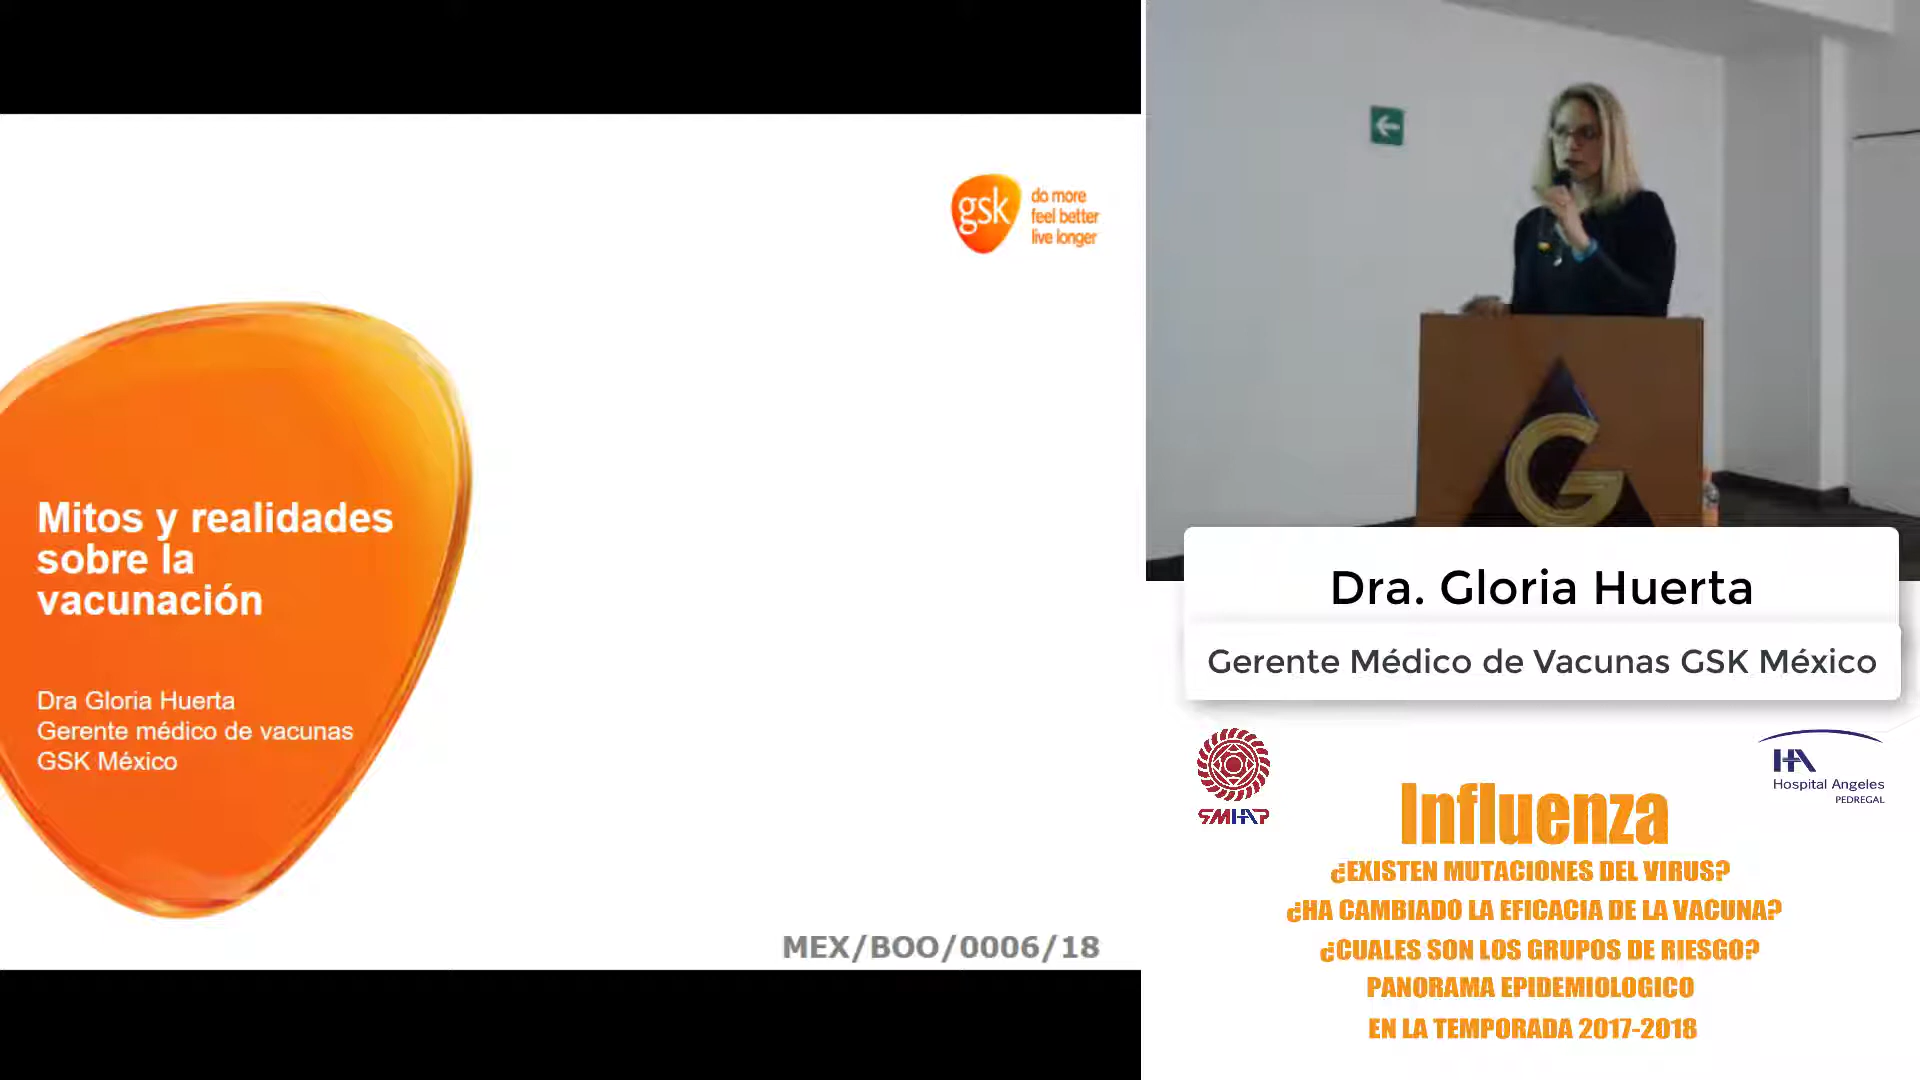 gsk
do more
feel better
live longer
Mitos y realidades
sobre la
vacunación
Dra Gloria Huerta
Gerente médico de vacunas
GSK México
MEX/BOO/0006/18
G
Dra. Gloria Huerta
Gerente Médico de Vacunas GSK México
SMHAP
HA
Hospital Angeles
PEDREGAL
Influenza
¿EXISTEN MUTACIONES DEL VIRUS?
¿HA CAMBIADO LA EFICACIA DE LA VACUNA?
¿CUALES SON LOS GRUPOS DE RIESGO?
PANORAMA EPIDEMIOLOGICO
EN LA TEMPORADA 2017-2018